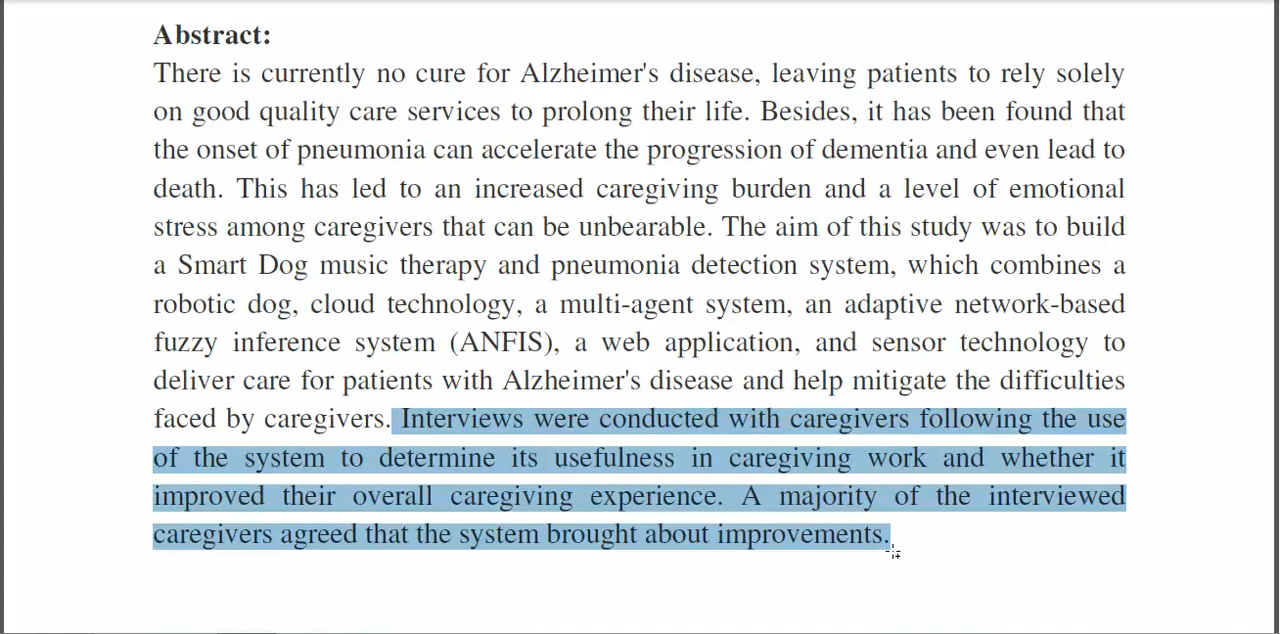 Abstract:
There is currently no cure for Alzheimer's disease, leaving patients to rely solely
on good quality care services to prolong their life. Besides, it has been found that
the onset of pneumonia can accelerate the progression of dementia and even lead to
death. This has led to an increased caregiving burden and a level of emotional
stress among caregivers that can be unbearable. The aim of this study was to build
a Smart Dog music therapy and pneumonia detection system, which combines a
robotic dog, cloud technology, a multi-agent system, an adaptive network-based
fuzzy inference system (ANFIS), a web application, and sensor technology to
deliver care for patients with Alzheimer's disease and help mitigate the difficulties
faced by caregivers. Interviews were conducted with caregivers following the use
of the system to determine its usefulness in caregiving work and whether it
improved their overall caregiving experience. A majority of the interviewed
caregivers agreed that the system brought about improvements.